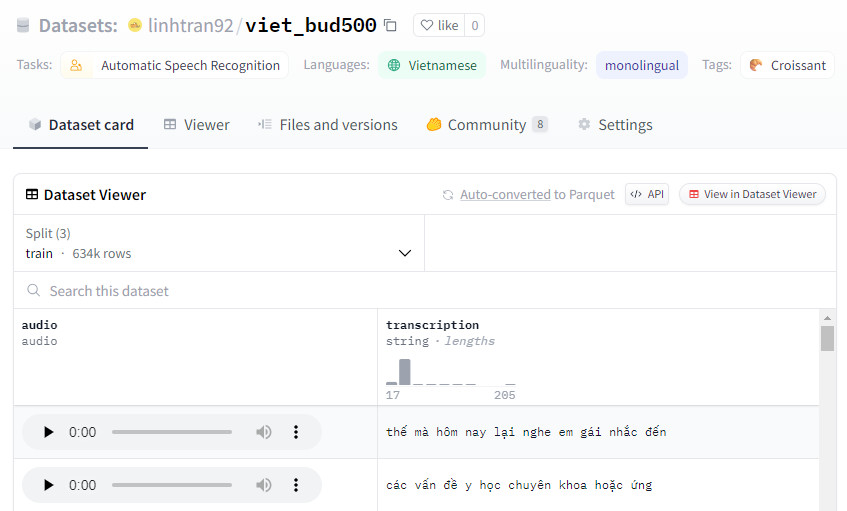 Datasets: linhtran92/viet_bud500 like 0
Tasks: Automatic Speech Recognition Languages: Vietnamese Multilinguality: monolingual Tags: Croissant
Dataset card Viewer Files and versions Community 8 Settings
Dataset Viewer Auto-converted to Parquet </> API View in Dataset Viewer
Split (3)
train · 634k rows
Search this dataset
audio transcription
audio string · lengths
17 205
0:00 thế mà hôm nay lại nghe em gái nhắc đến
0:00 các vấn đề y học chuyên khoa hoặc ứng